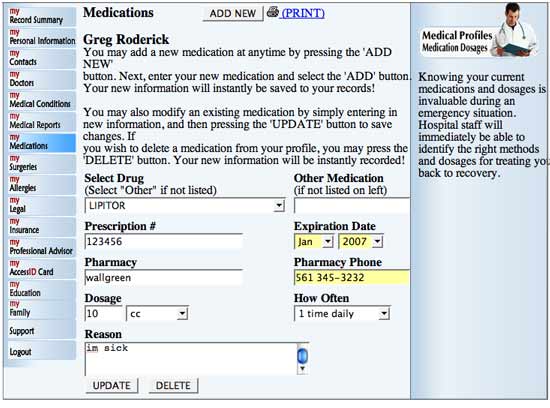 my
Record Summary
my
Personal Information
my
Contacts
my
Doctors
my
Medical Conditions
my
Medical Reports
my
Medications
my
Surgeries
my
Allergies
my
Legal
my
Insurance
my
Professional Advisor
my
AccessID Card
my
Education
my
Family
Support
Logout
Medications ADD NEW (PRINT)
Greg Roderick
You may add a new medication at anytime by pressing the 'ADD
NEW'
button. Next, enter your new medication and select the 'ADD' button.
Your new information will instantly be saved to your records!
You may also modify an existing medication by simply entering in
new information, and then pressing the 'UPDATE' button to save
changes. If
you wish to delete a medication from your profile, you may press the
'DELETE' button. Your new information will be instantly recorded!
Select Drug Other Medication
(Select "Other" if not listed) (if not listed on left)
LIPITOR
Prescription # Expiration Date
123456 Jan 2007
Pharmacy Pharmacy Phone
wallgreen 561 345-3232
Dosage How Often
10 cc 1 time daily
Reason
im sick
UPDATE DELETE
Medical Profiles
Medication Dosages
Knowing your current
medications and dosages is
invaluable during an
emergency situation.
Hospital staff will
immediately be able to
identify the right methods
and dosages for treating you
back to recovery.